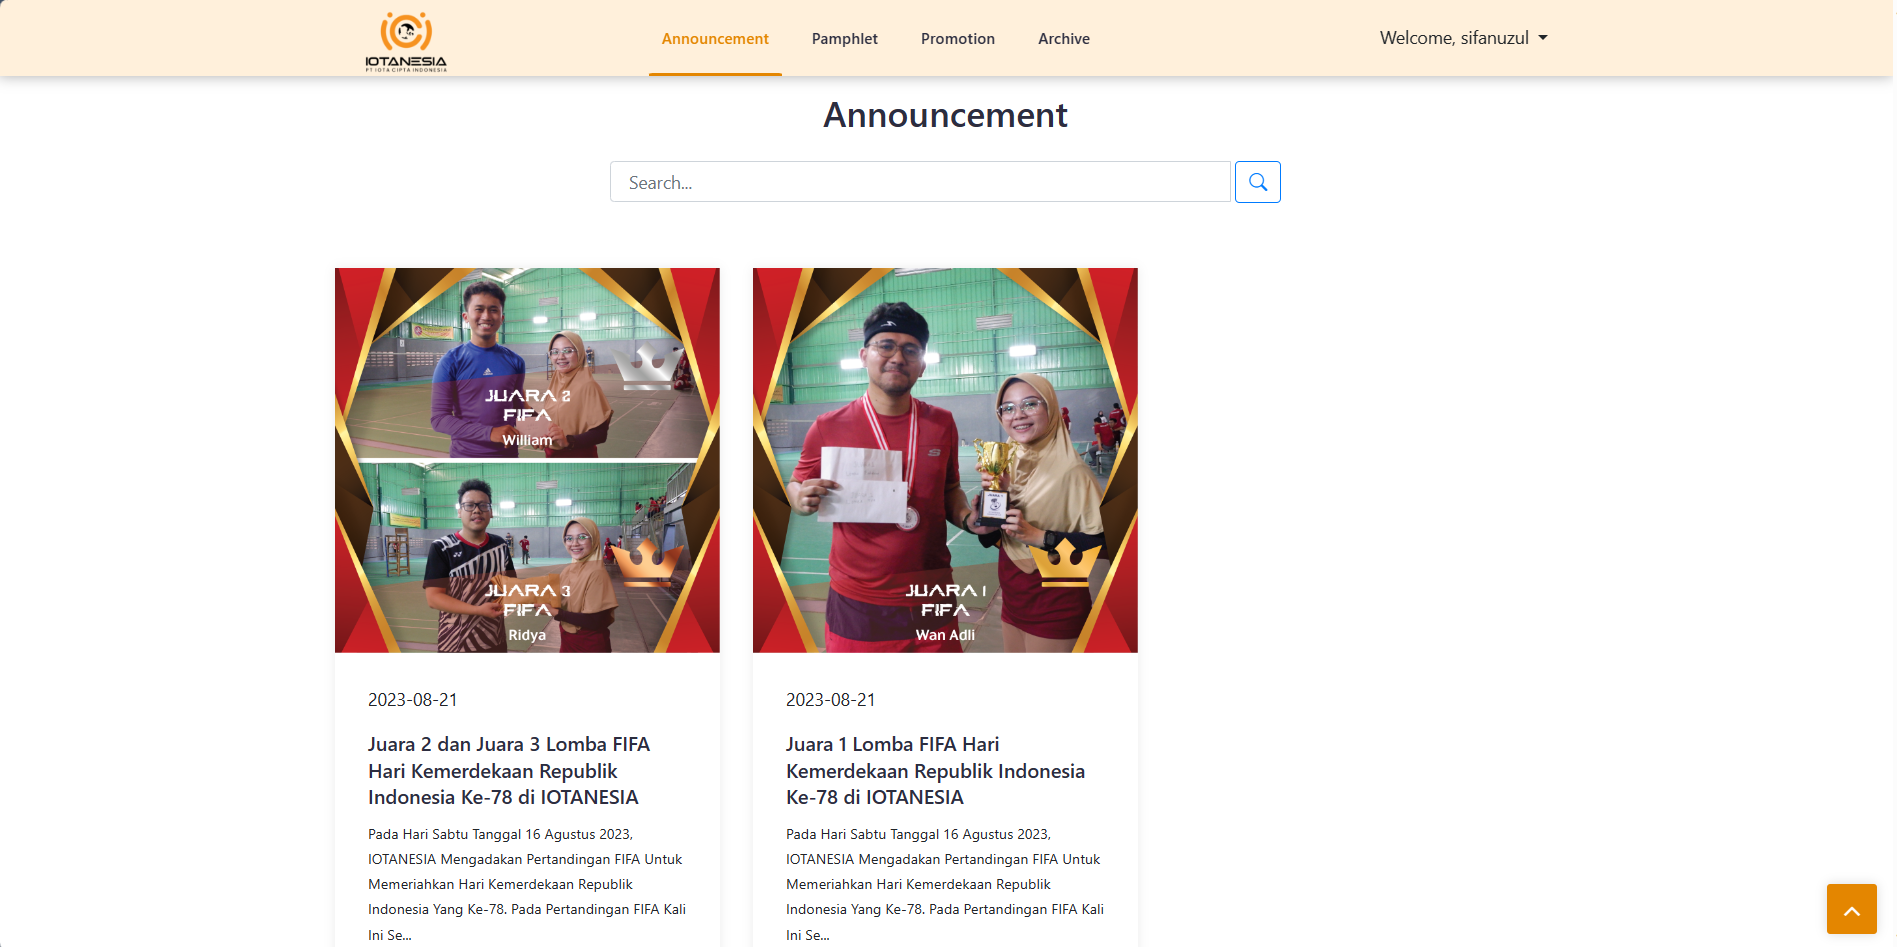 IOTANESIA
PT IOTA CIPTA INDONESIA
Announcement
Pamphlet
Promotion
Archive
Welcome, sifanuzul
Announcement
Search...
JUARA 2
FIFA
William
JUARA 3
FIFA
Ridya
2023-08-21
Juara 2 dan Juara 3 Lomba FIFA
Hari Kemerdekaan Republik
Indonesia Ke-78 di IOTANESIA
Pada Hari Sabtu Tanggal 16 Agustus 2023,
IOTANESIA Mengadakan Pertandingan FIFA Untuk
Memeriahkan Hari Kemerdekaan Republik
Indonesia Yang Ke-78. Pada Pertandingan FIFA Kali
Ini Se...
JUARA 1
JUARA 1
FIFA
Wan Adli
2023-08-21
Juara 1 Lomba FIFA Hari
Kemerdekaan Republik Indonesia
Ke-78 di IOTANESIA
Pada Hari Sabtu Tanggal 16 Agustus 2023,
IOTANESIA Mengadakan Pertandingan FIFA Untuk
Memeriahkan Hari Kemerdekaan Republik
Indonesia Yang Ke-78. Pada Pertandingan FIFA Kali
Ini Se...